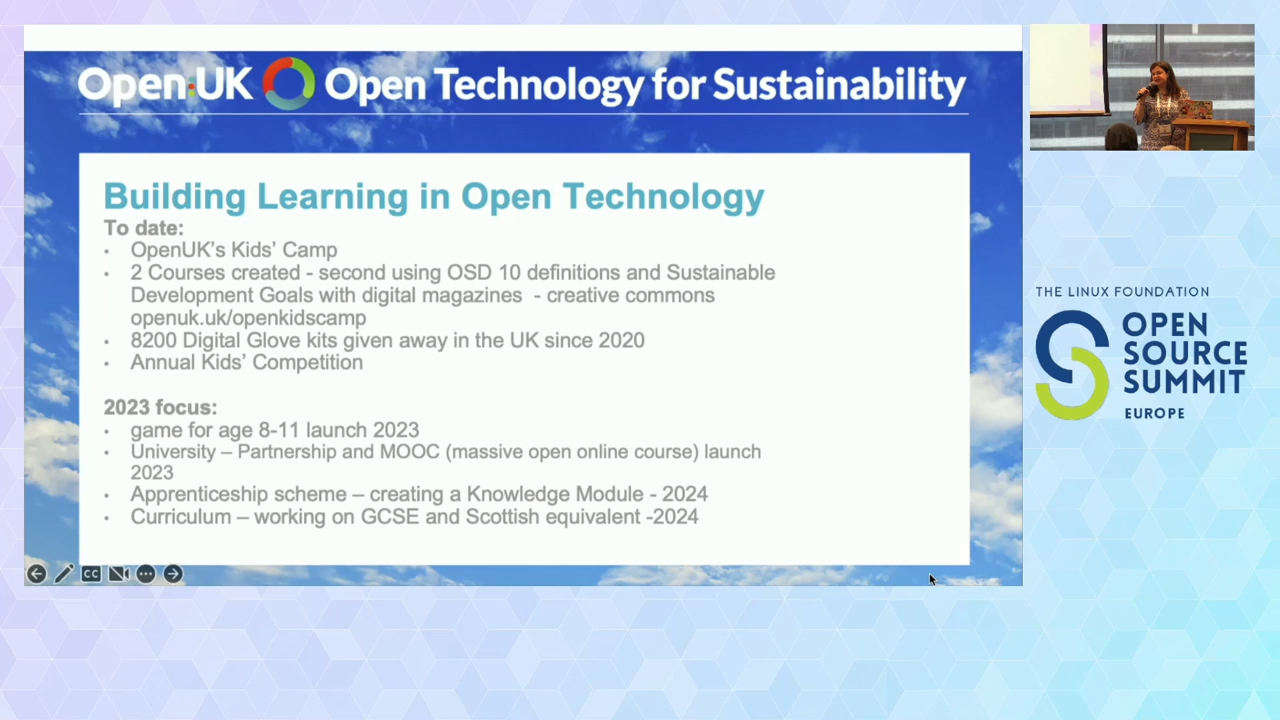 Open:UK Open Technology for Sustainability
Building Learning in Open Technology
To date:
• OpenUK's Kids' Camp
• 2 Courses created - second using OSD 10 definitions and Sustainable
Development Goals with digital magazines - creative commons
openuk.uk/openkidscamp
• 8200 Digital Glove kits given away in the UK since 2020
• Annual Kids' Competition
2023 focus:
• game for age 8-11 launch 2023
• University – Partnership and MOOC (massive open online course) launch
2023
• Apprenticeship scheme – creating a Knowledge Module - 2024
• Curriculum – working on GCSE and Scottish equivalent -2024
CC
THE LINUX FOUNDATION
OPEN
SOURCE
SUMMIT
EUROPE